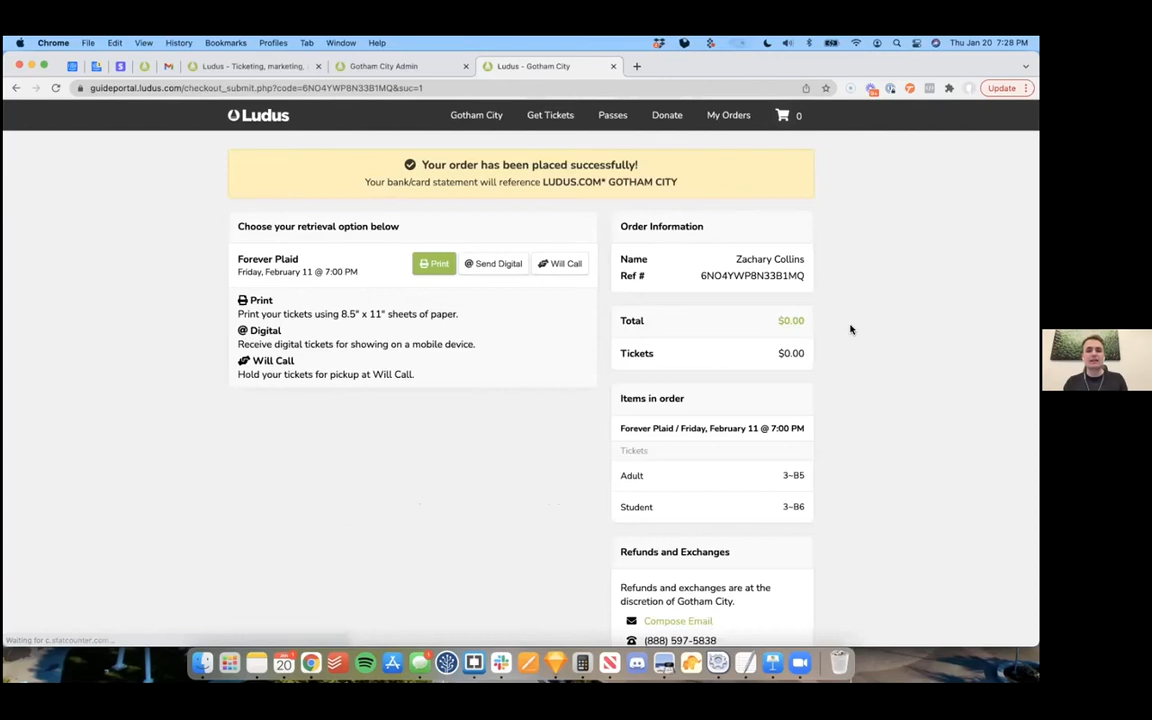 Chrome File Edit View History Bookmarks Profiles Tab Window Help Thu Jan 20 7:28 PM
Ludus - Ticketing, marketing, Gotham City Admin Ludus - Gotham City
guideportal.ludus.com/checkout_submit.php?code=6NO4YWP8N33B1MQ&suc=1 Update
Ludus Gotham City Get Tickets Passes Donate My Orders 0
Your order has been placed successfully!
Your bank/card statement will reference LUDUS.COM* GOTHAM CITY
Choose your retrieval option below
Forever Plaid
Friday, February 11 @ 7:00 PM
Print Send Digital Will Call
Print
Print your tickets using 8.5" x 11" sheets of paper.
Digital
Receive digital tickets for showing on a mobile device.
Will Call
Hold your tickets for pickup at Will Call.
Order Information
Name Zachary Collins
Ref # 6NO4YWP8N33B1MQ
Total $0.00
Tickets $0.00
Items in order
Forever Plaid / Friday, February 11 @ 7:00 PM
Tickets
Adult 3~B5
Student 3~B6
Refunds and Exchanges
Refunds and exchanges are at the
discretion of Gotham City.
Compose Email
(888) 597-5838
Waiting for c.statcounter.com...